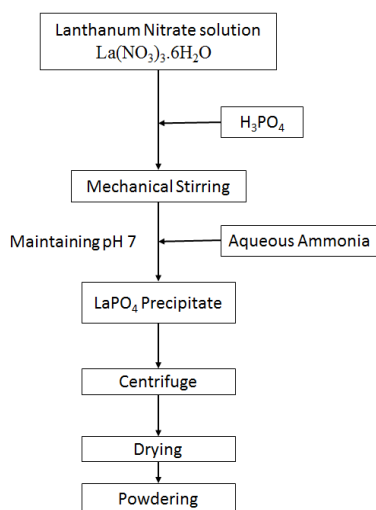 Lanthanum Nitrate solution
La(NO₃)₃.6H₂O
H₃PO₄
Mechanical Stirring
Maintaining pH 7
Aqueous Ammonia
LaPO₄ Precipitate
Centrifuge
Drying
Powdering